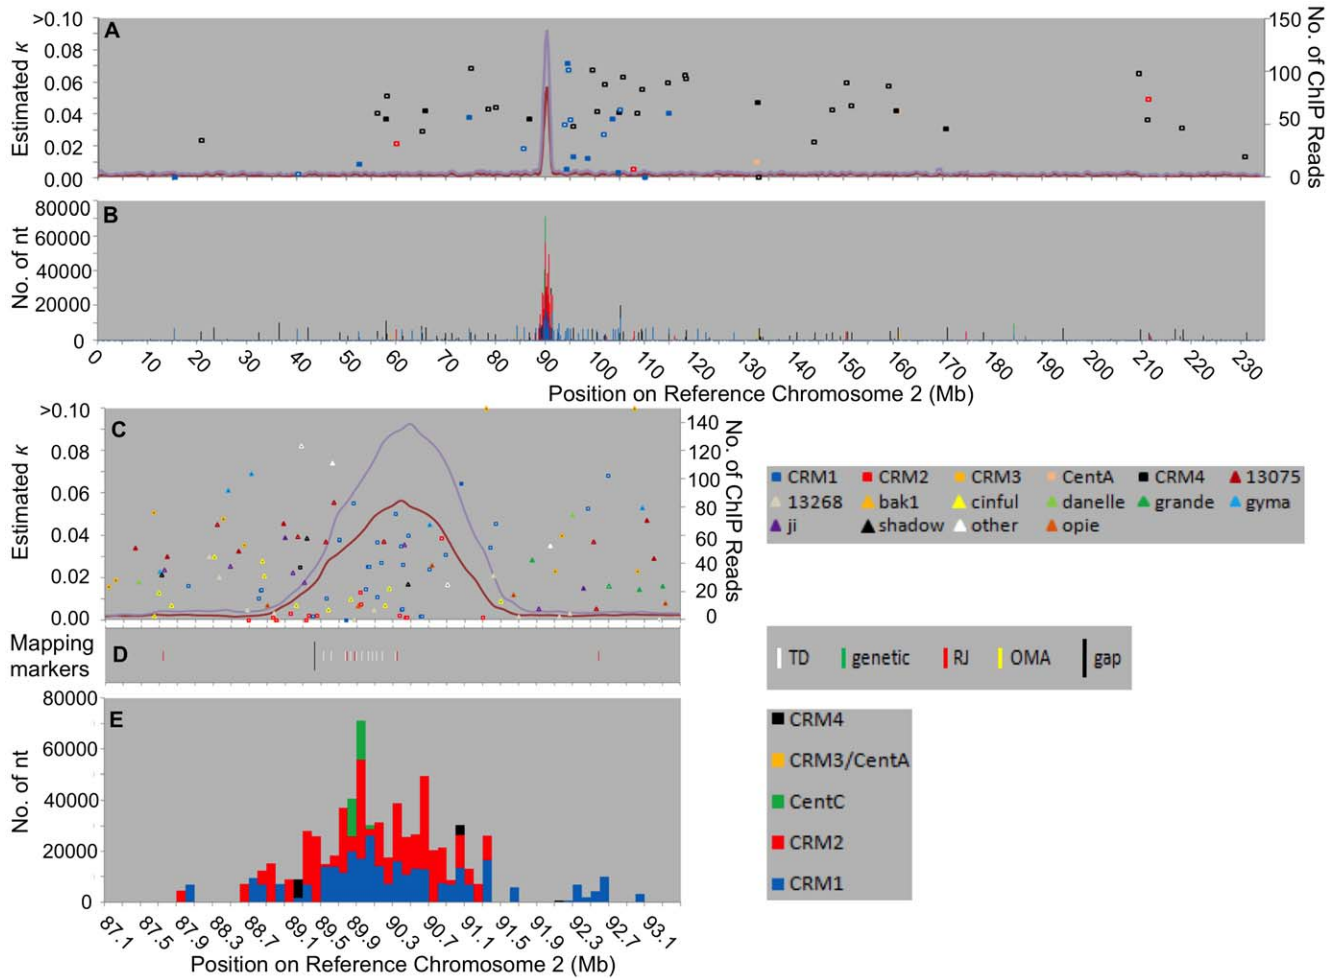 A
Estimated κ
>0.10
0.08
0.06
0.04
0.02
0.00
150
100
50
0
No. of ChIP Reads
B
No. of nt
80000
60000
40000
20000
0
0 10 20 30 40 50 60 70 80 90 100 110 120 130 140 150 160 170 180 190 200 210 220 230
Position on Reference Chromosome 2 (Mb)
C
Estimated κ
>0.10
0.08
0.06
0.04
0.02
0.00
140
120
100
80
60
40
20
0
No. of ChIP Reads
CRM1 CRM2 CRM3 CentA CRM4 13075
13268 bak1 cinful danelle grande gyma
ji shadow other opie
Mapping
markers
D
TD genetic RJ OMA gap
E
No. of nt
80000
60000
40000
20000
0
87.1 87.5 87.9 88.3 88.7 89.1 89.5 89.9 90.3 90.7 91.1 91.5 91.9 92.3 92.7 93.1
Position on Reference Chromosome 2 (Mb)
CRM4
CRM3/CentA
CentC
CRM2
CRM1